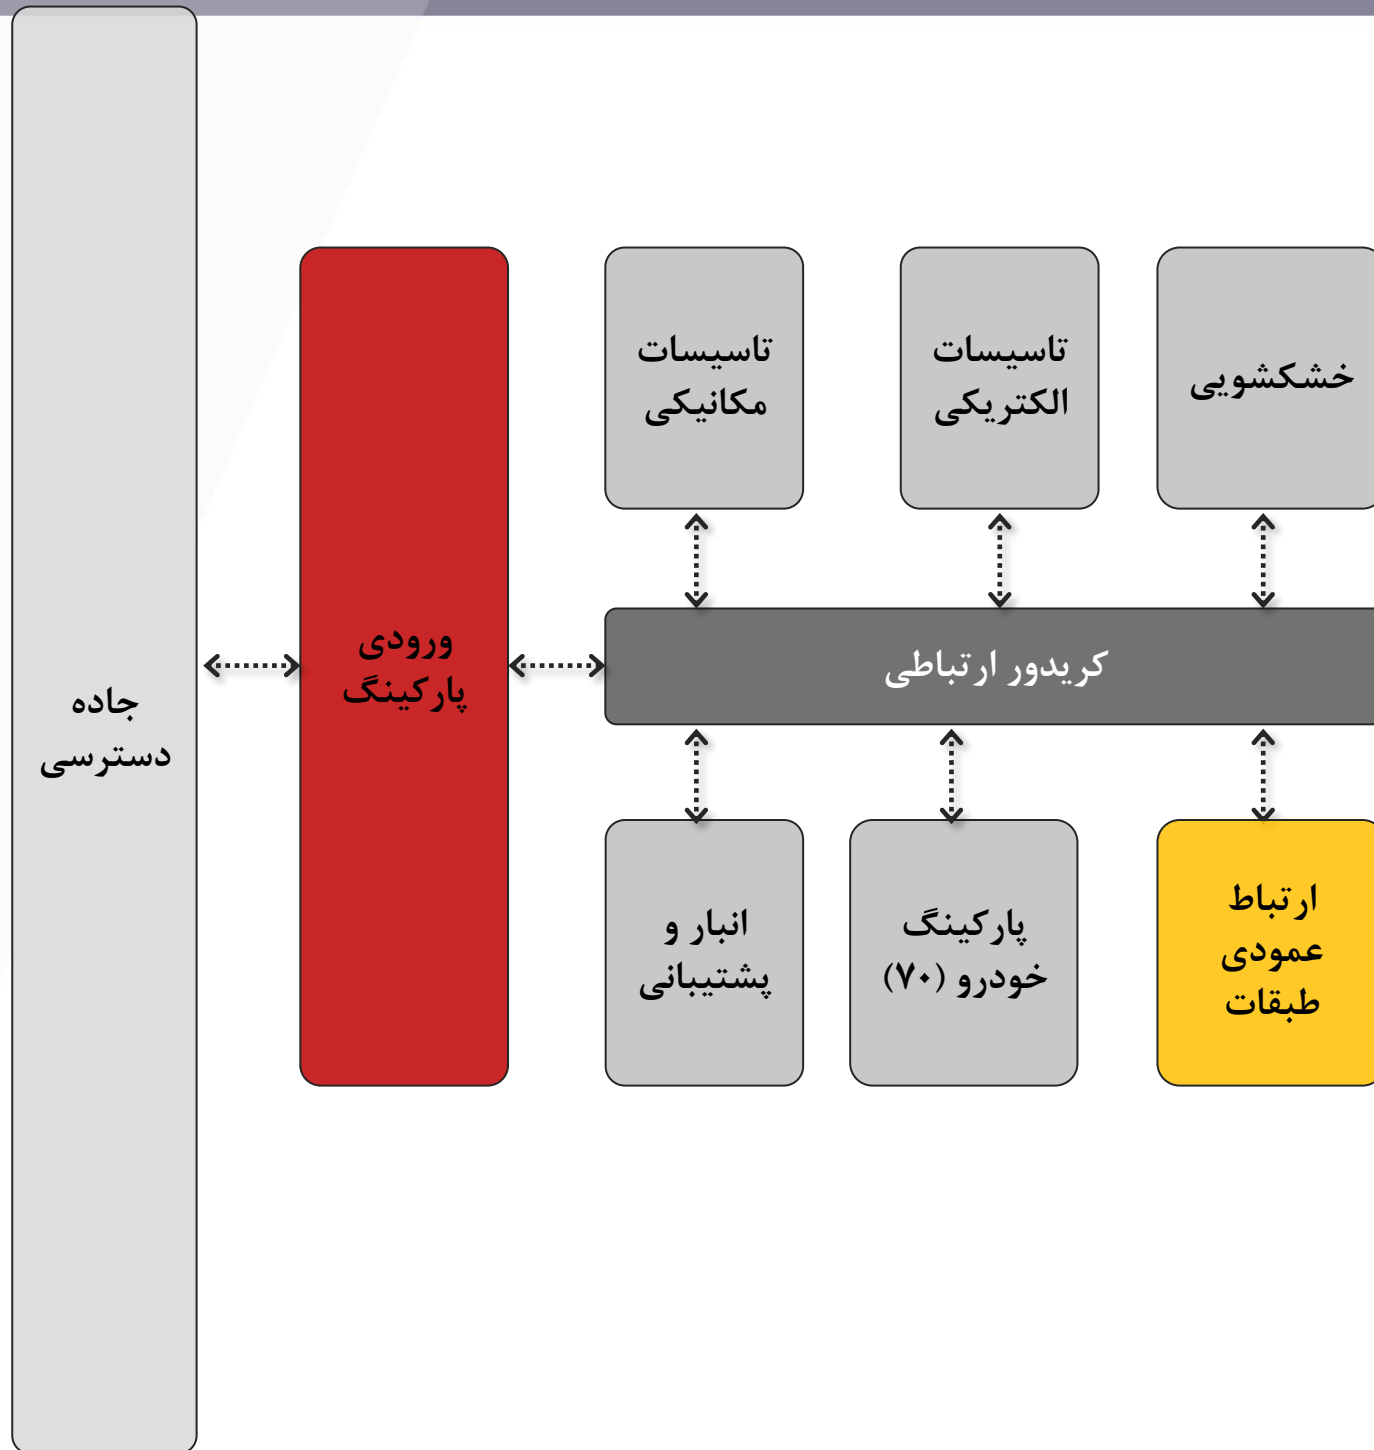 جاده
دسترسی
ورودی
پارکینگ
تاسیسات
مکانیکی
تاسیسات
الکتریکی
خشکشویی
کریدور ارتباطی
انبار و
پشتیبانی
پارکینگ
خودرو (۷۰)
ارتباط
عمودی
طبقات